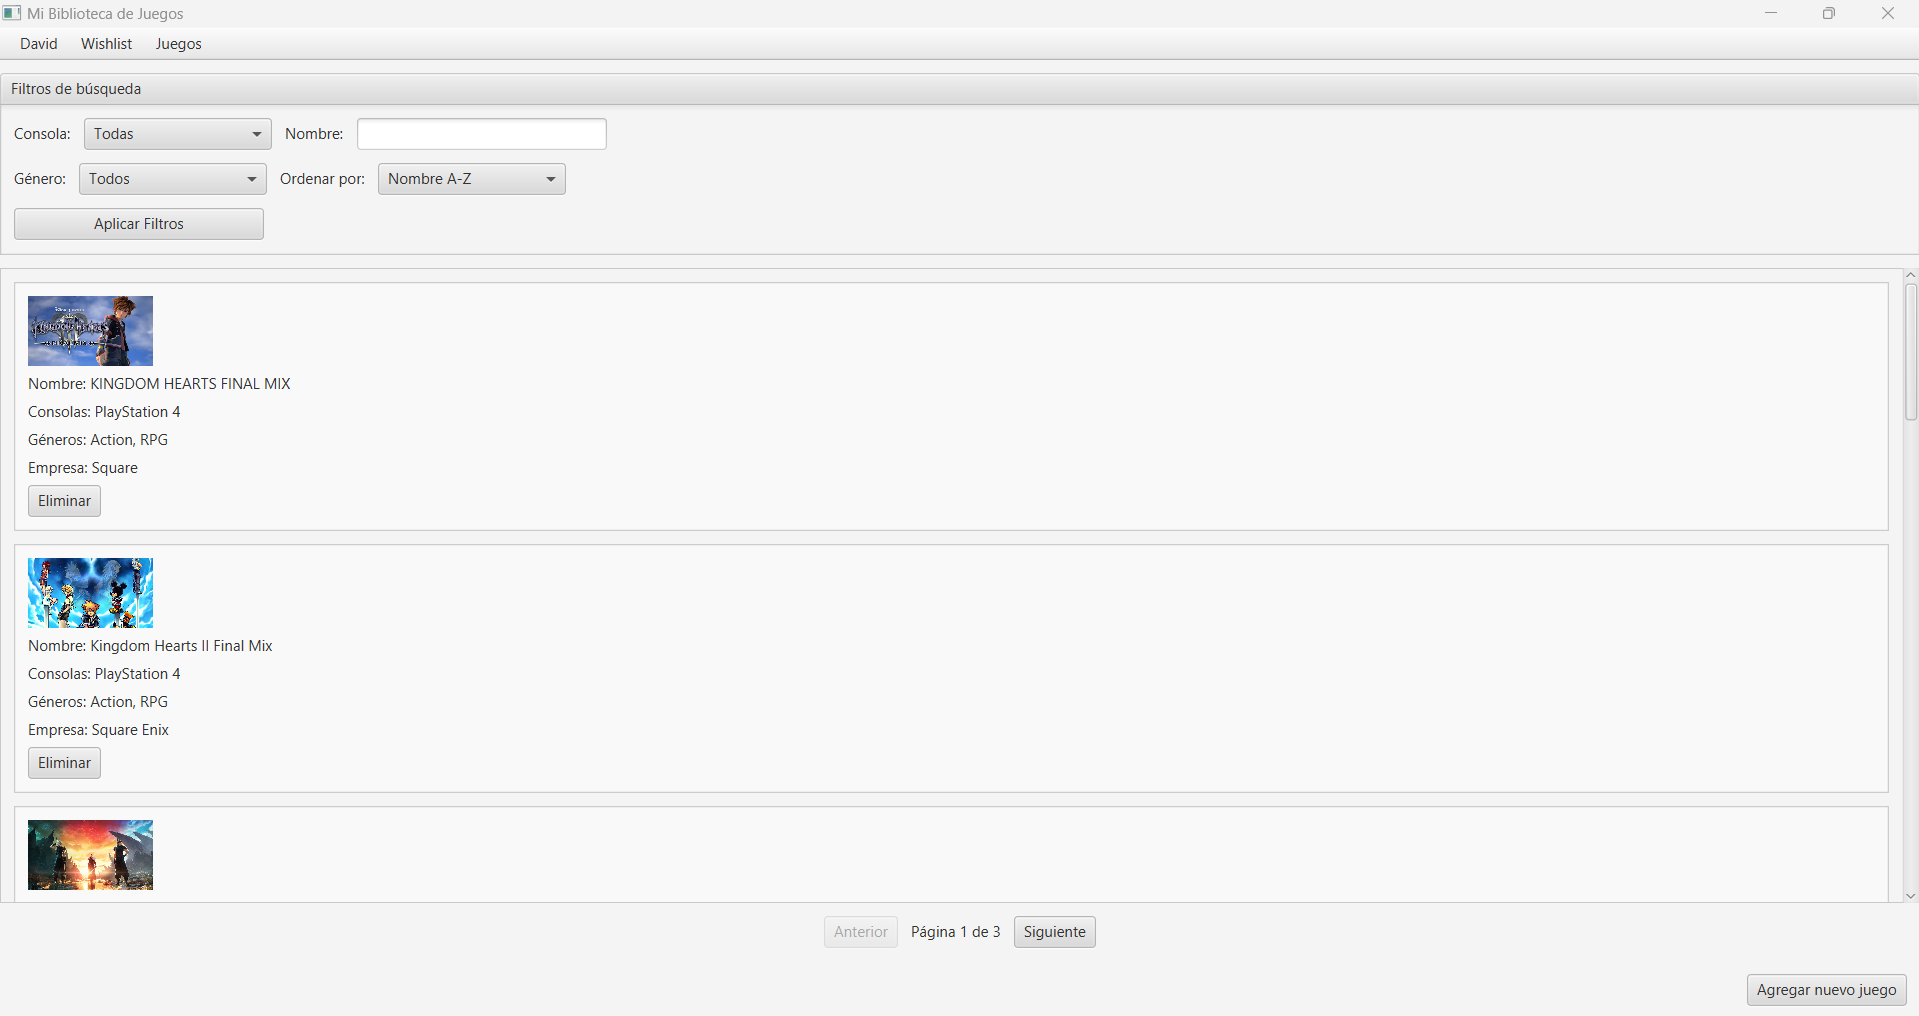 Mi Biblioteca de Juegos
David Wishlist Juegos
Filtros de búsqueda
Consola: Todas Nombre:
Género: Todos Ordenar por: Nombre A-Z
Aplicar Filtros
KINGDOM HEARTS
Nombre: KINGDOM HEARTS FINAL MIX
Consolas: PlayStation 4
Géneros: Action, RPG
Empresa: Square
Eliminar
Nombre: Kingdom Hearts II Final Mix
Consolas: PlayStation 4
Géneros: Action, RPG
Empresa: Square Enix
Eliminar
Anterior Página 1 de 3 Siguiente
Agregar nuevo juego